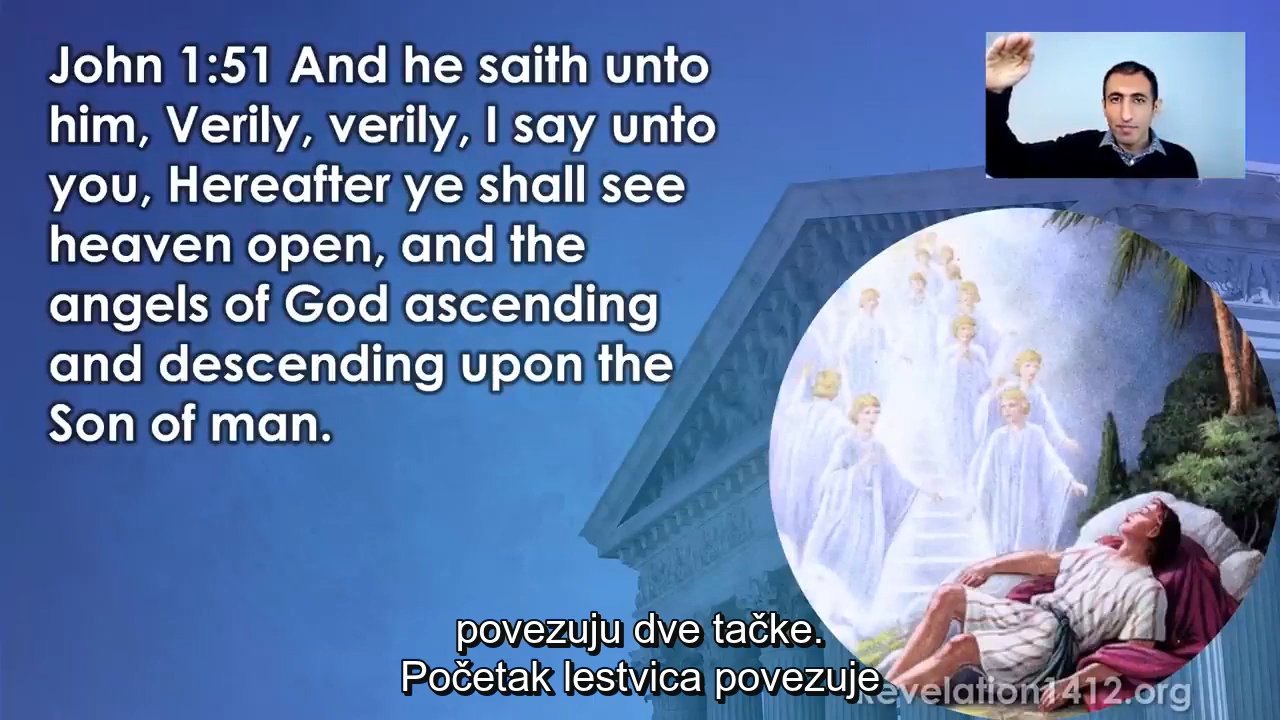 John 1:51 And he saith unto
him, Verily, verily, I say unto
you, Hereafter ye shall see
heaven open, and the
angels of God ascending
and descending upon the
Son of man.
povezuju dve tačke.
Početak lestvica povezuje
Revelation1412.org